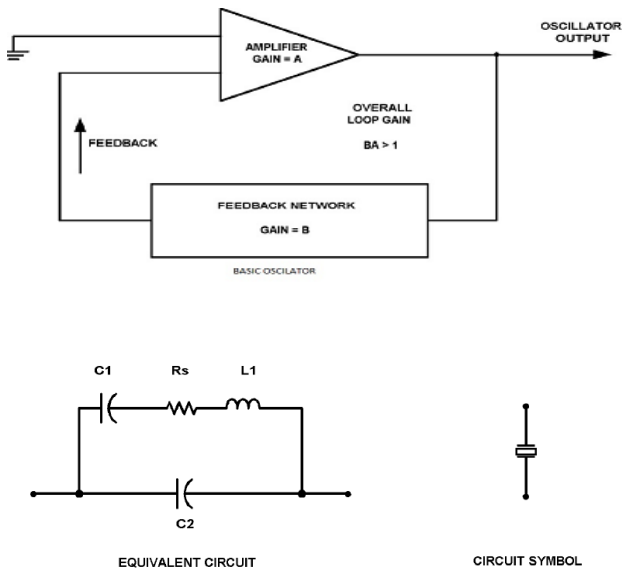 OSCILLATOR
OUTPUT
AMPLIFIER
GAIN = A
OVERALL
LOOP GAIN
BA > 1
FEEDBACK
FEEDBACK NETWORK
GAIN = B
BASIC OSCILATOR
C1
Rs
L1
C2
EQUIVALENT CIRCUIT
CIRCUIT SYMBOL